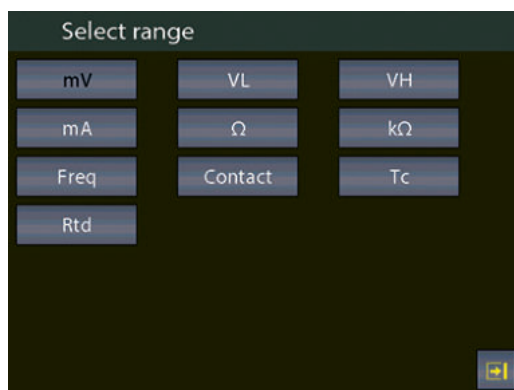 Select range
mV VL VH
mA Ω kΩ
Freq Contact Tc
Rtd